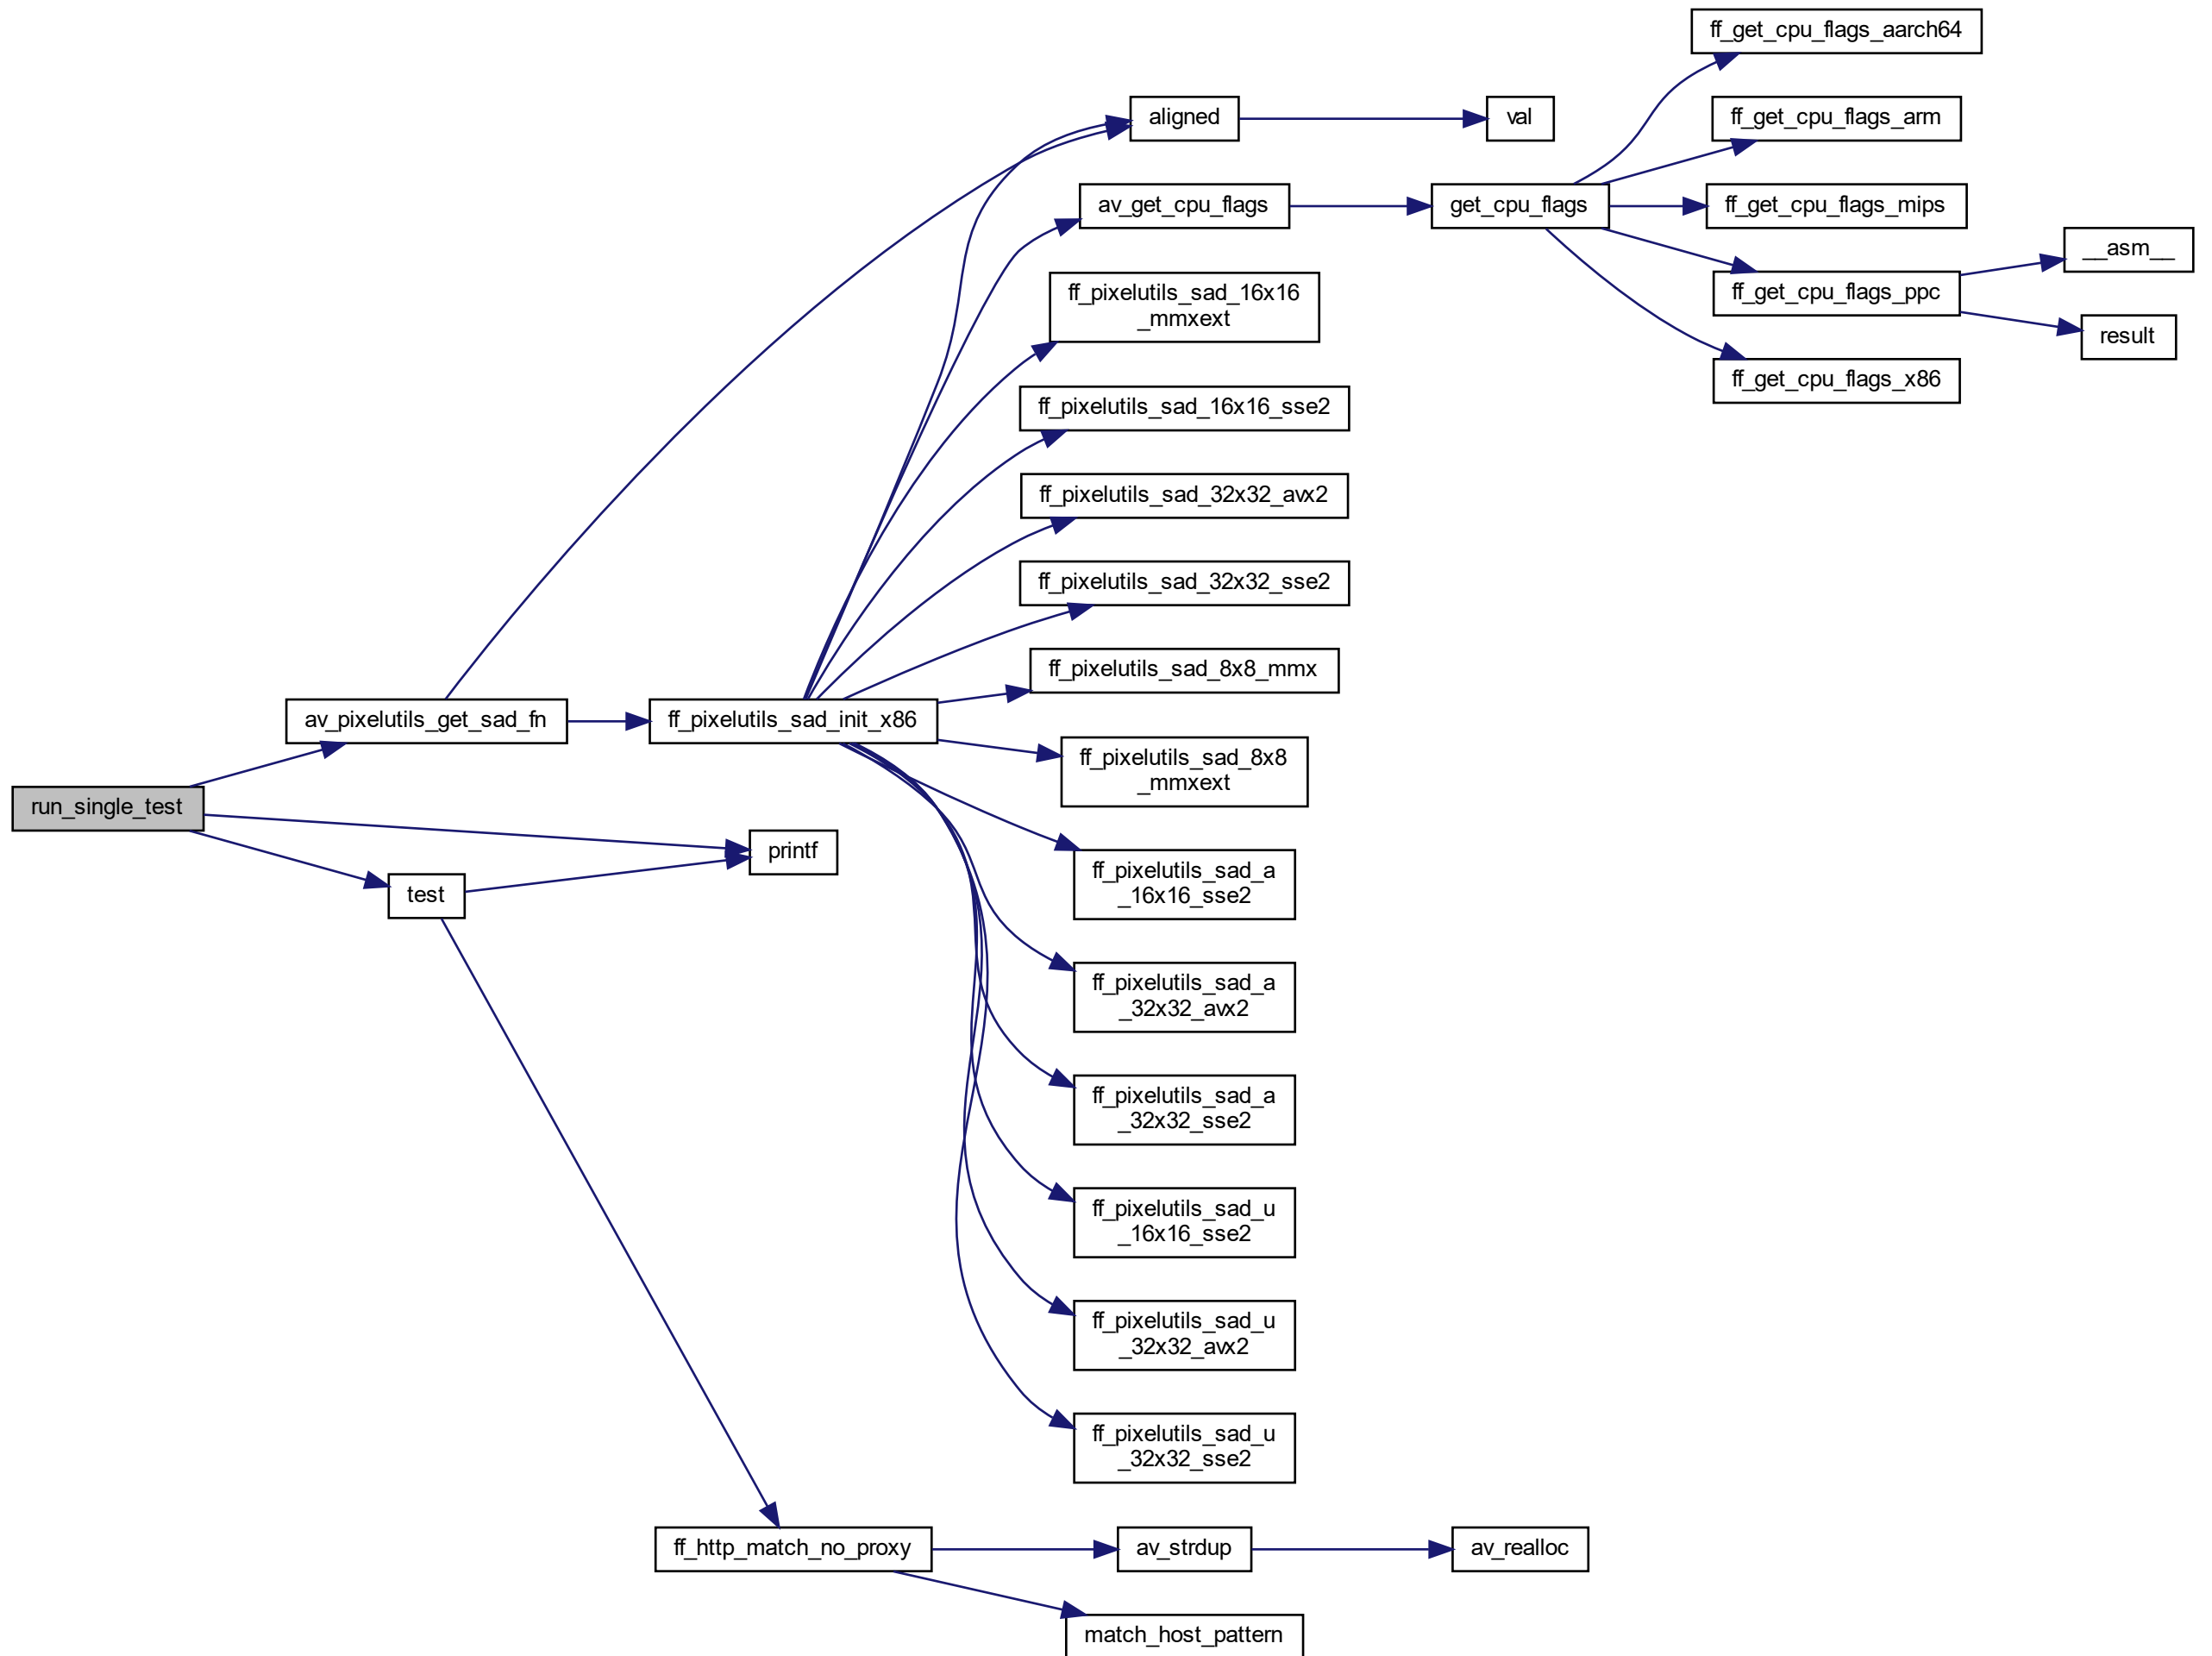 ff_get_cpu_flags_aarch64
aligned
val
ff_get_cpu_flags_arm
av_get_cpu_flags
get_cpu_flags
ff_get_cpu_flags_mips
__asm__
ff_get_cpu_flags_ppc
ff_pixelutils_sad_16x16
_mmxext
result
ff_get_cpu_flags_x86
ff_pixelutils_sad_16x16_sse2
ff_pixelutils_sad_32x32_avx2
ff_pixelutils_sad_32x32_sse2
ff_pixelutils_sad_8x8_mmx
av_pixelutils_get_sad_fn
ff_pixelutils_sad_init_x86
ff_pixelutils_sad_8x8
_mmxext
run_single_test
printf
test
ff_pixelutils_sad_a
_16x16_sse2
ff_pixelutils_sad_a
_32x32_avx2
ff_pixelutils_sad_a
_32x32_sse2
ff_pixelutils_sad_u
_16x16_sse2
ff_pixelutils_sad_u
_32x32_avx2
ff_pixelutils_sad_u
_32x32_sse2
ff_http_match_no_proxy
av_strdup
av_realloc
match_host_pattern